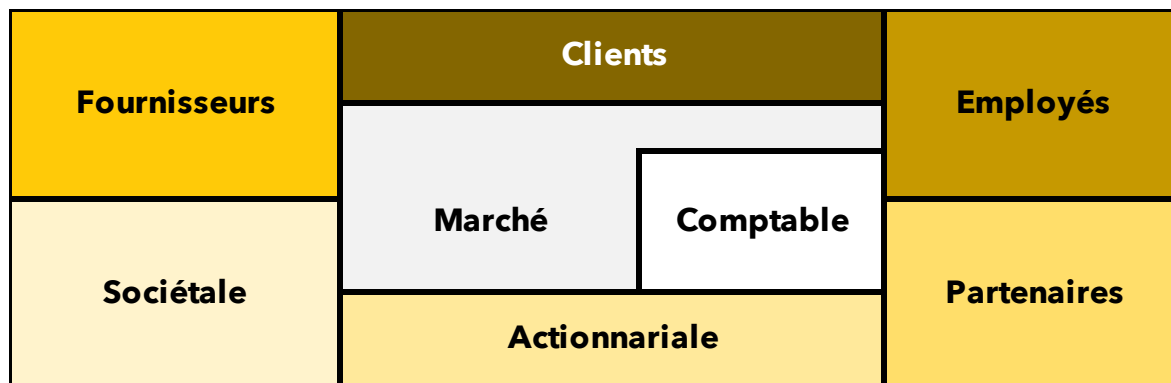 Clients
Fournisseurs
Employés
Marché
Comptable
Sociétale
Partenaires
Actionnariale